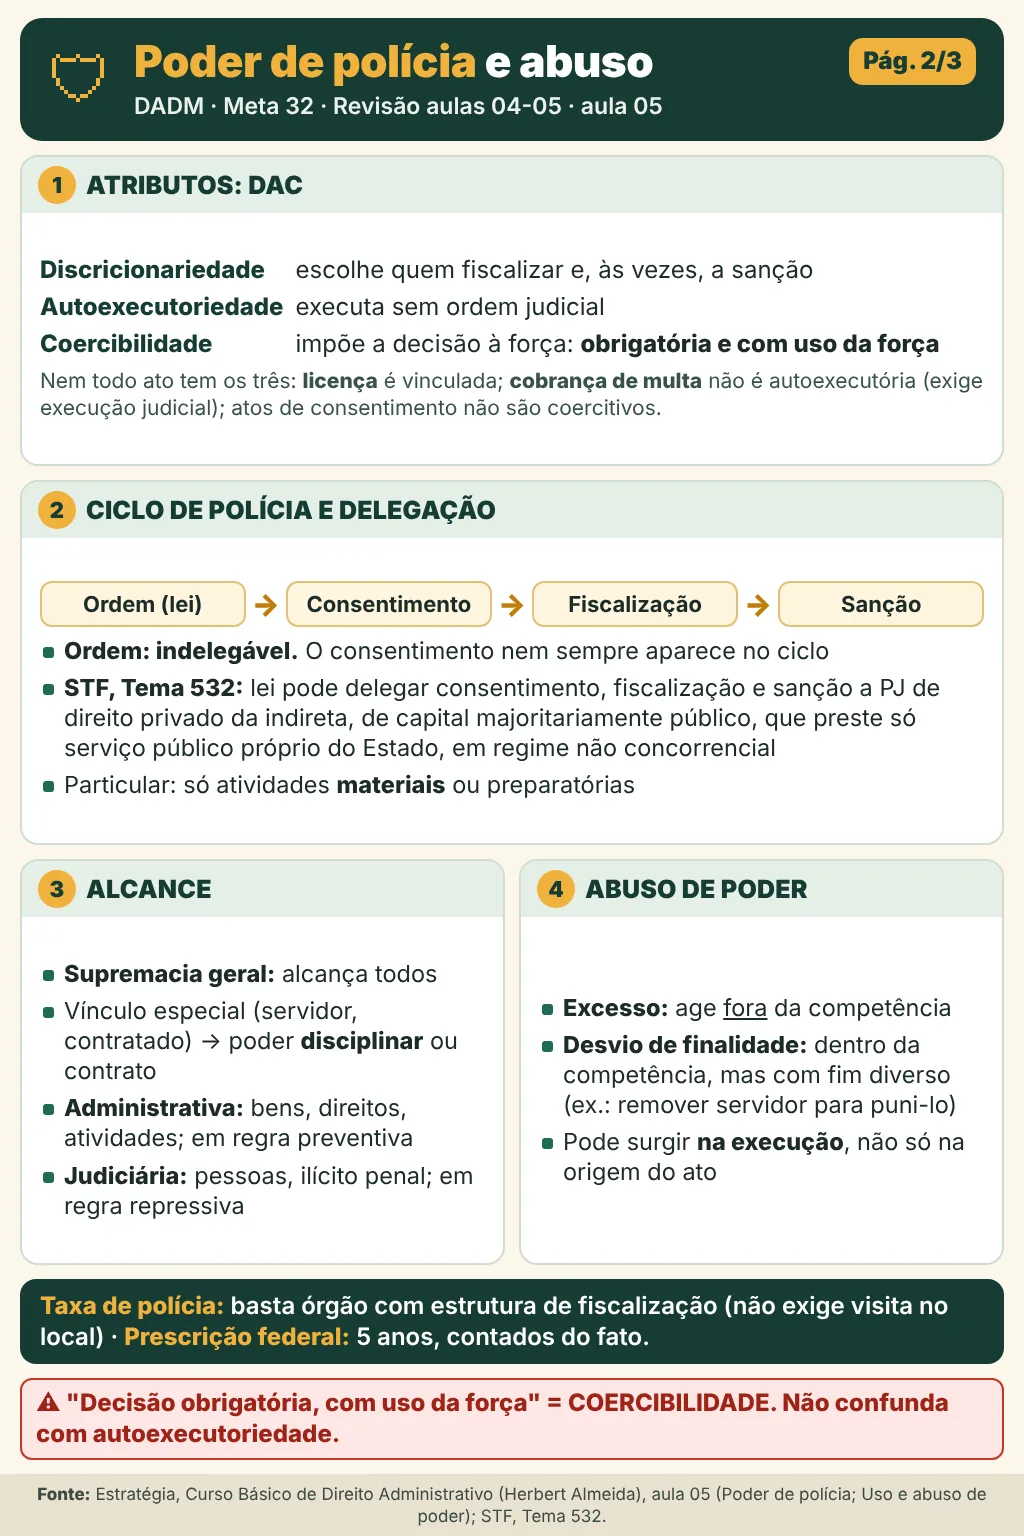 Poder de polícia e abuso
Pág. 2/3
DADM · Meta 32 · Revisão aulas 04-05 · aula 05
1 ATRIBUTOS: DAC
Discricionariedade escolhe quem fiscalizar e, às vezes, a sanção
Autoexecutoriedade executa sem ordem judicial
Coercibilidade impõe a decisão à força: obrigatória e com uso da força
Nem todo ato tem os três: licença é vinculada; cobrança de multa não é autoexecutória (exige
execução judicial); atos de consentimento não são coercitivos.
2 CICLO DE POLÍCIA E DELEGAÇÃO
Ordem (lei) → Consentimento → Fiscalização → Sanção
Ordem: indelegável. O consentimento nem sempre aparece no ciclo
STF, Tema 532: lei pode delegar consentimento, fiscalização e sanção a PJ de
direito privado da indireta, de capital majoritariamente público, que preste só
serviço público próprio do Estado, em regime não concorrencial
Particular: só atividades materiais ou preparatórias
3 ALCANCE
Supremacia geral: alcança todos
Vínculo especial (servidor,
contratado) → poder disciplinar ou
contrato
Administrativa: bens, direitos,
atividades; em regra preventiva
Judiciária: pessoas, ilícito penal; em
regra repressiva
4 ABUSO DE PODER
Excesso: age fora da competência
Desvio de finalidade: dentro da
competência, mas com fim diverso
(ex.: remover servidor para puni-lo)
Pode surgir na execução, não só na
origem do ato
Taxa de polícia: basta órgão com estrutura de fiscalização (não exige visita no
local) · Prescrição federal: 5 anos, contados do fato.
⚠ "Decisão obrigatória, com uso da força" = COERCIBILIDADE. Não confunda
com autoexecutoriedade.
Fonte: Estratégia, Curso Básico de Direito Administrativo (Herbert Almeida), aula 05 (Poder de polícia; Uso e abuso de
poder); STF, Tema 532.